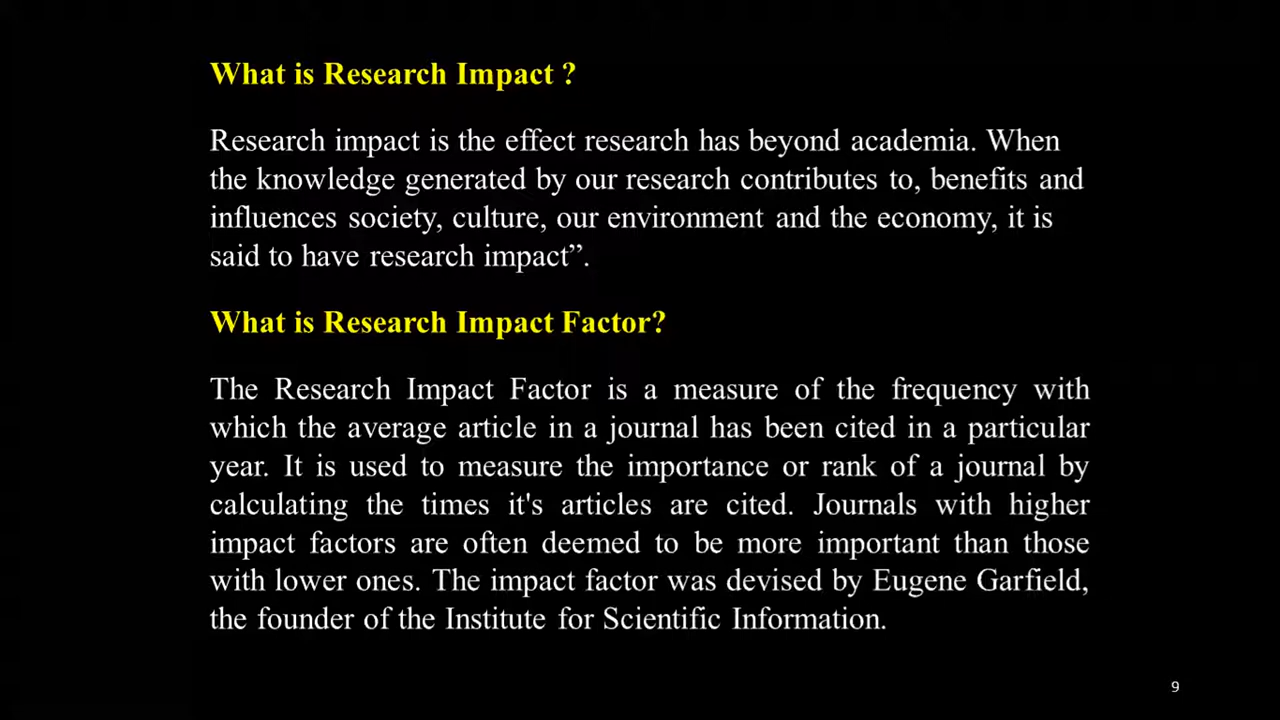 What is Research Impact ?
Research impact is the effect research has beyond academia. When
the knowledge generated by our research contributes to, benefits and
influences society, culture, our environment and the economy, it is
said to have research impact”.
What is Research Impact Factor?
The Research Impact Factor is a measure of the frequency with
which the average article in a journal has been cited in a particular
year. It is used to measure the importance or rank of a journal by
calculating the times it's articles are cited. Journals with higher
impact factors are often deemed to be more important than those
with lower ones. The impact factor was devised by Eugene Garfield,
the founder of the Institute for Scientific Information.
9